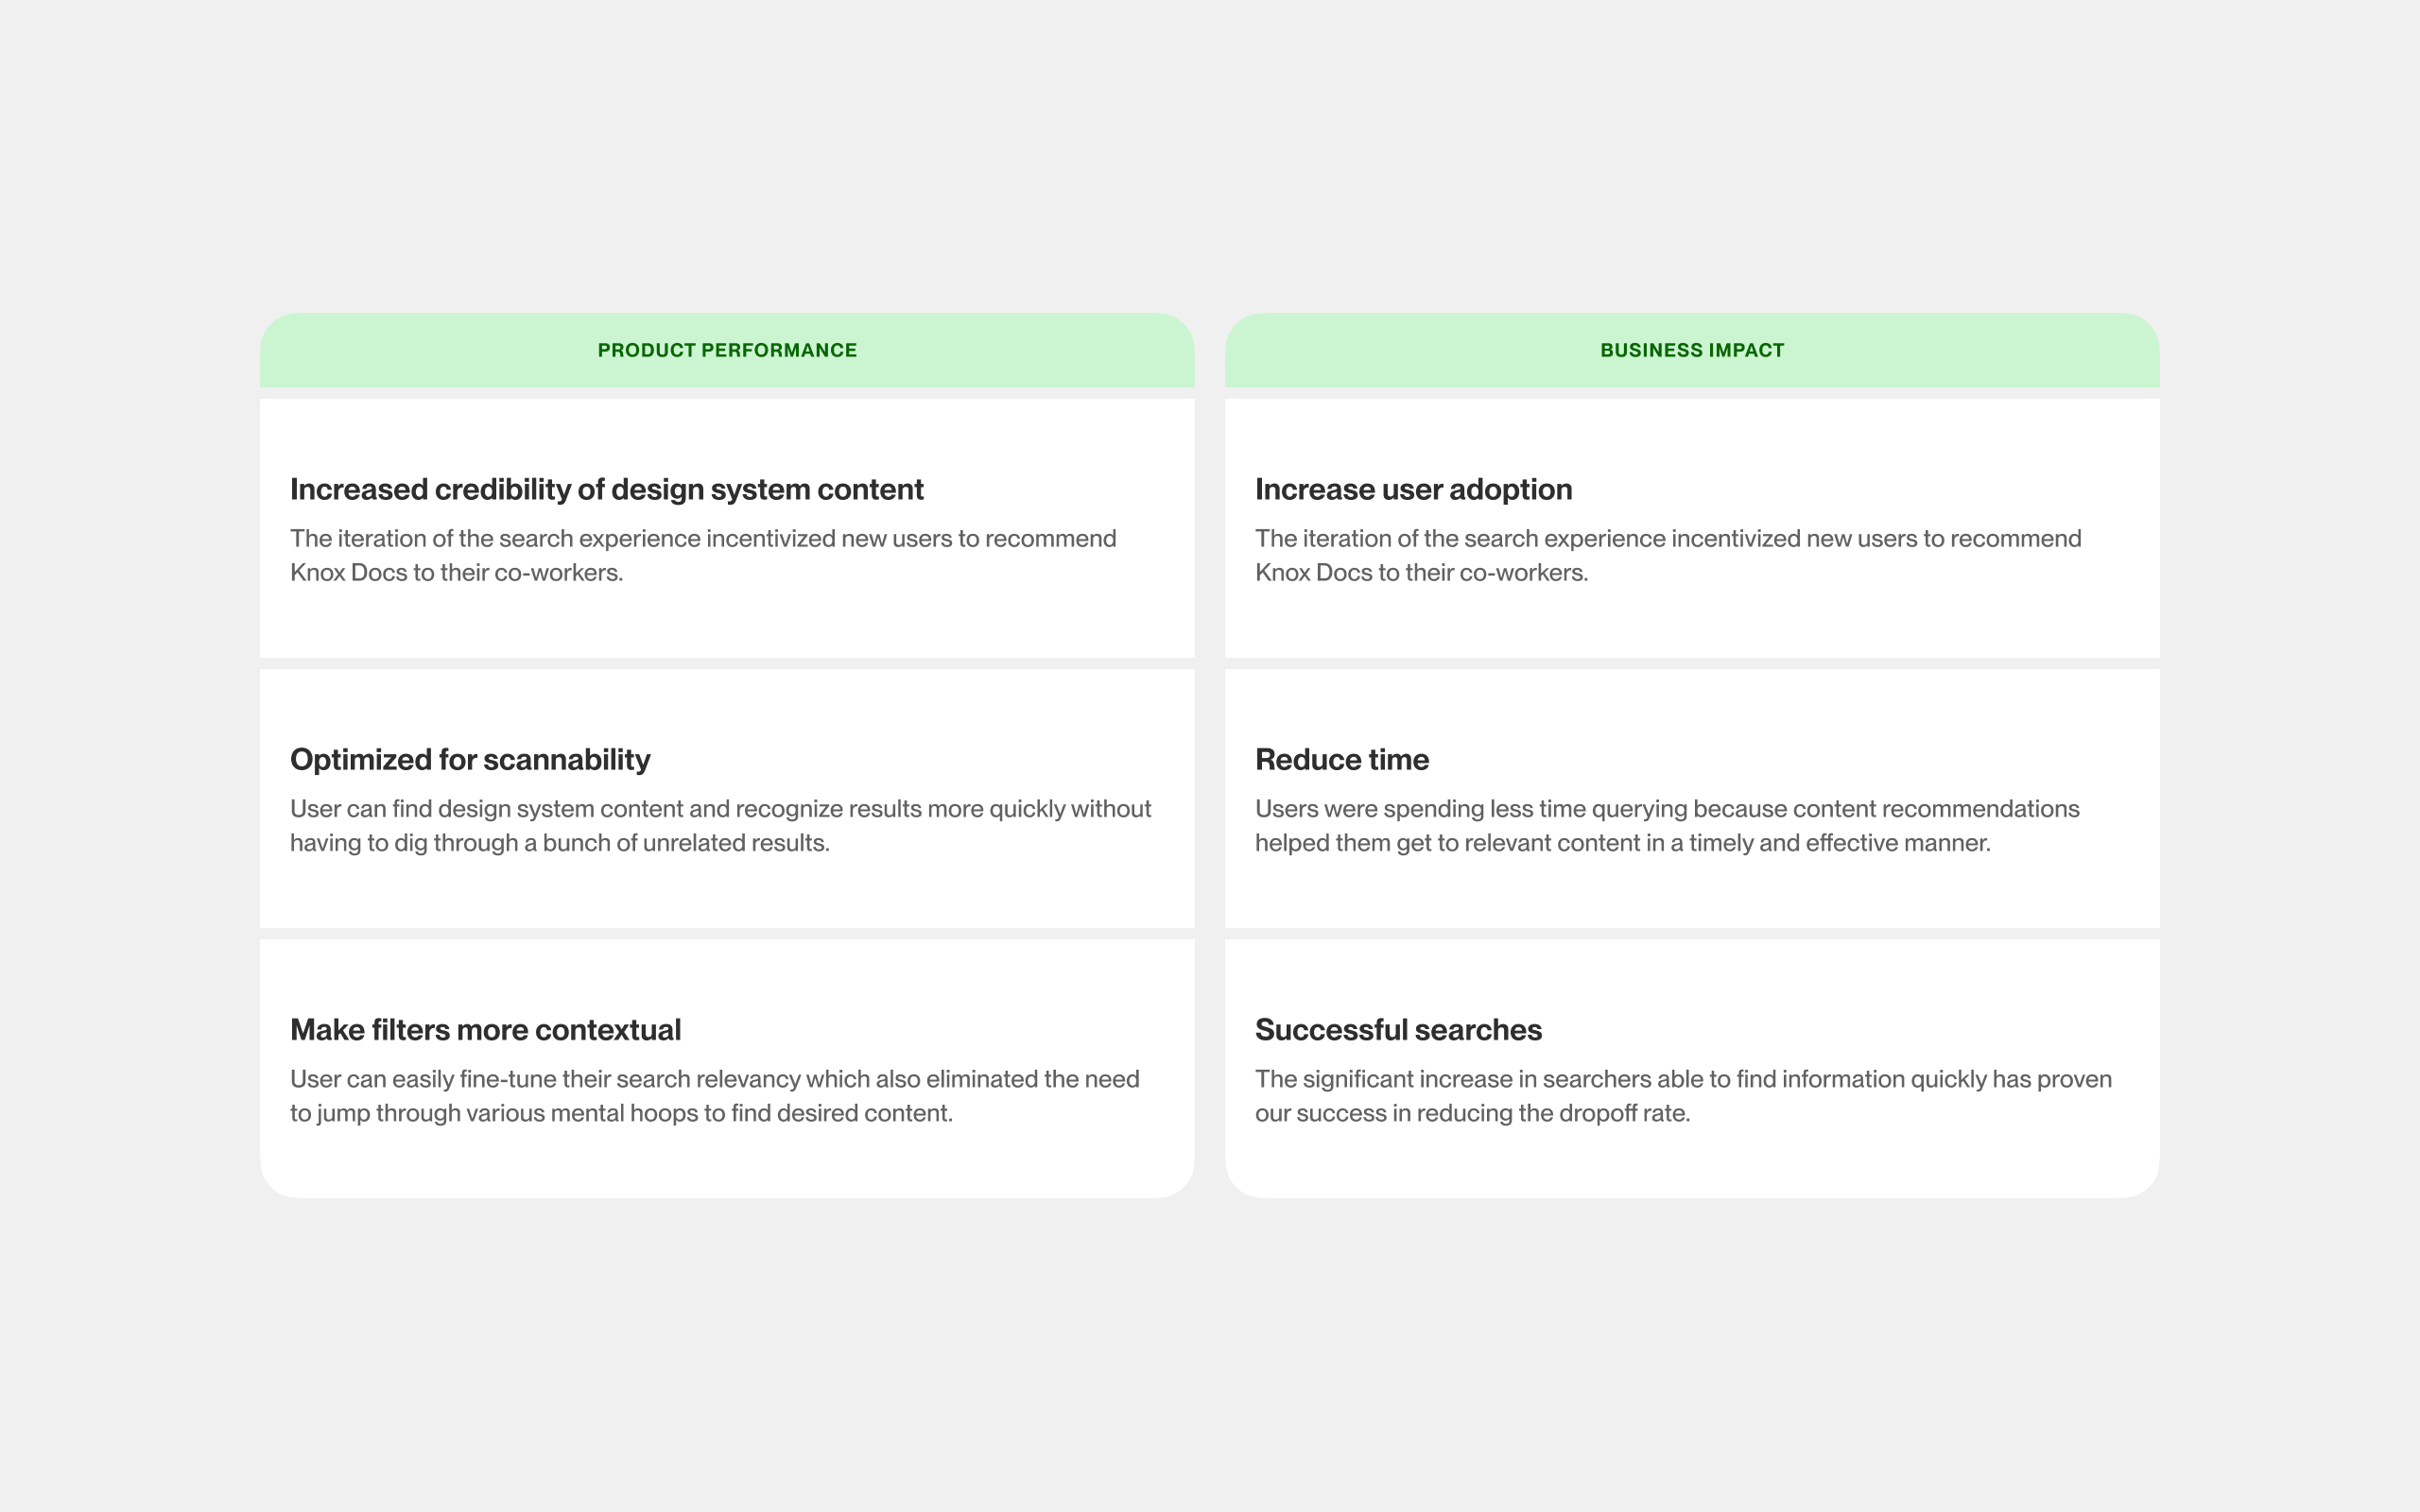 PRODUCT PERFORMANCE
Increased credibility of design system content
The iteration of the search experience incentivized new users to recommend
Knox Docs to their co-workers.
Optimized for scannability
User can find design system content and recognize results more quickly without
having to dig through a bunch of unrelated results.
Make filters more contextual
User can easily fine-tune their search relevancy which also eliminated the need
to jump through various mental hoops to find desired content.
BUSINESS IMPACT
Increase user adoption
The iteration of the search experience incentivized new users to recommend
Knox Docs to their co-workers.
Reduce time
Users were spending less time querying because content recommendations
helped them get to relevant content in a timely and effective manner.
Successful searches
The significant increase in searchers able to find information quickly has proven
our success in reducing the dropoff rate.